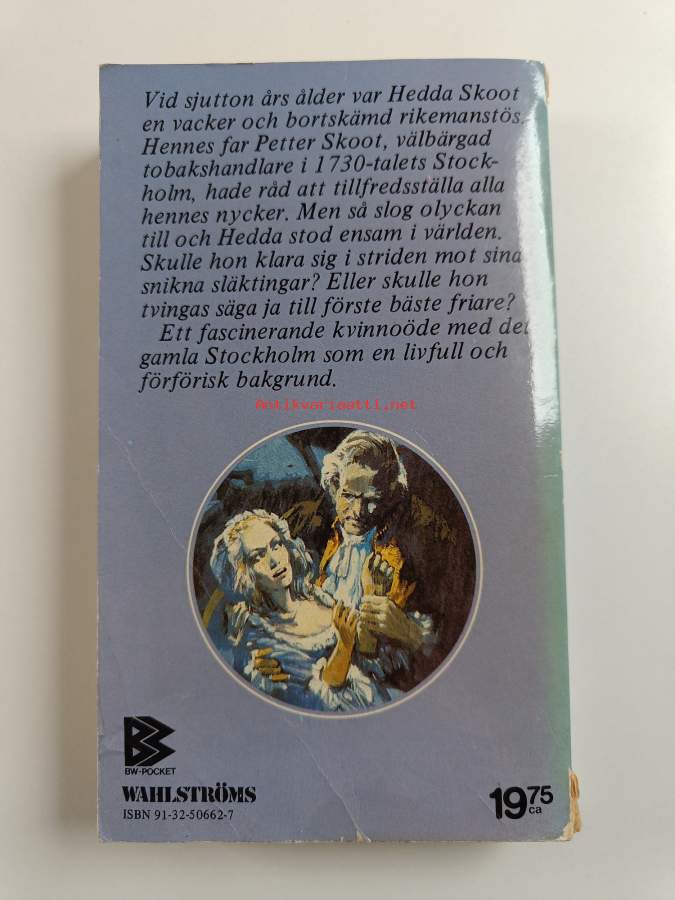 Vid sjutton års ålder var Hedda Skoot
en vacker och bortskämd rikemanstös.
Hennes far Petter Skoot, välbärgad
tobakshandlare i 1730-talets Stock-
holm, hade råd att tillfredsställa alla
hennes nycker. Men så slog olyckan
till och Hedda stod ensam i världen.
Skulle hon klara sig i striden mot sina
snikna släktingar? Eller skulle hon
tvingas säga ja till förste bäste friare?
Ett fascinerande kvinnoöde med det
gamla Stockholm som en livfull och
förförisk bakgrund.
Antikvariaatti.net
BW-POCKET
WAHLSTRÖMS
ISBN 91-32-50662-7
1975
ca